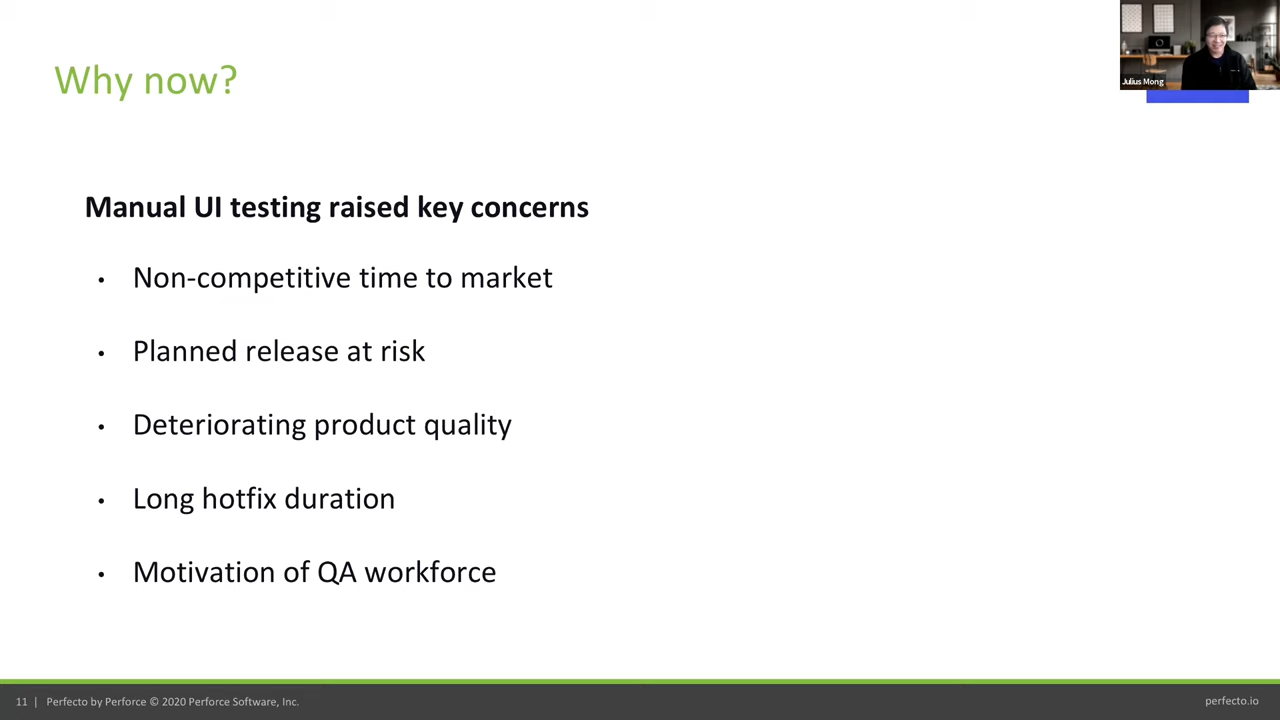 Why now?
Julius Mong
Manual UI testing raised key concerns
• Non-competitive time to market
• Planned release at risk
• Deteriorating product quality
• Long hotfix duration
• Motivation of QA workforce
11 | Perfecto by Perforce © 2020 Perforce Software, Inc.
perfecto.io